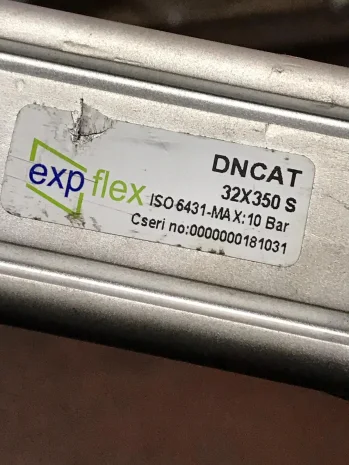 DNCAT
32X350 S
exp flex
ISO 6431-MAX:10 Bar
Cseri no:0000000181031